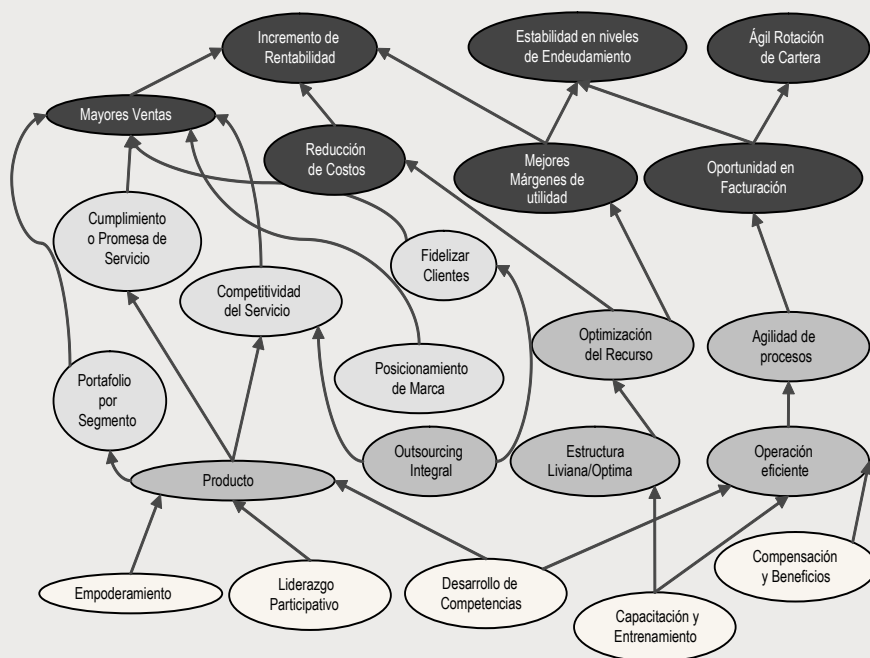 Incremento de
Rentabilidad
Estabilidad en niveles
de Endeudamiento
Ágil Rotación
de Cartera
Mayores Ventas
Reducción
de Costos
Mejores
Márgenes de
utilidad
Oportunidad en
Facturación
Cumplimiento
o Promesa de
Servicio
Fidelizar
Clientes
Competitividad
del Servicio
Optimización
del Recurso
Agilidad de
procesos
Posicionamiento
de Marca
Portafolio
por
Segmento
Outsourcing
Integral
Estructura
Liviana/Optima
Operación
eficiente
Producto
Empoderamiento
Liderazgo
Participativo
Desarrollo de
Competencias
Capacitación y
Entrenamiento
Compensación
y Beneficios